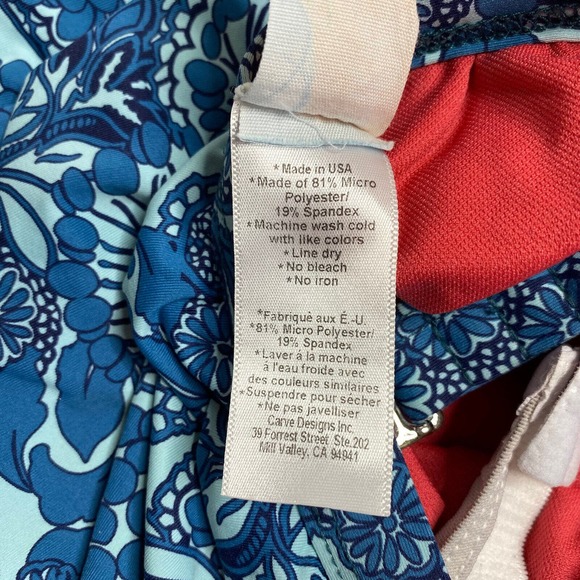 *Made in USA
*Made of 81% Micro
Polyester/
19% Spandex
*Machine wash cold
with like colors
*Line dry
*No bleach
*No iron
*Fabriqué aux É.-U.
*81% Micro Polyester/
19% Spandex
*Laver á la machine
á l'eau froide avec
des couleurs similaires
*Suspendre pour sécher
*Ne pas javelliser
Carve Designs Inc.
39 Forrest Street Ste.202
Mill Valley, CA 94941